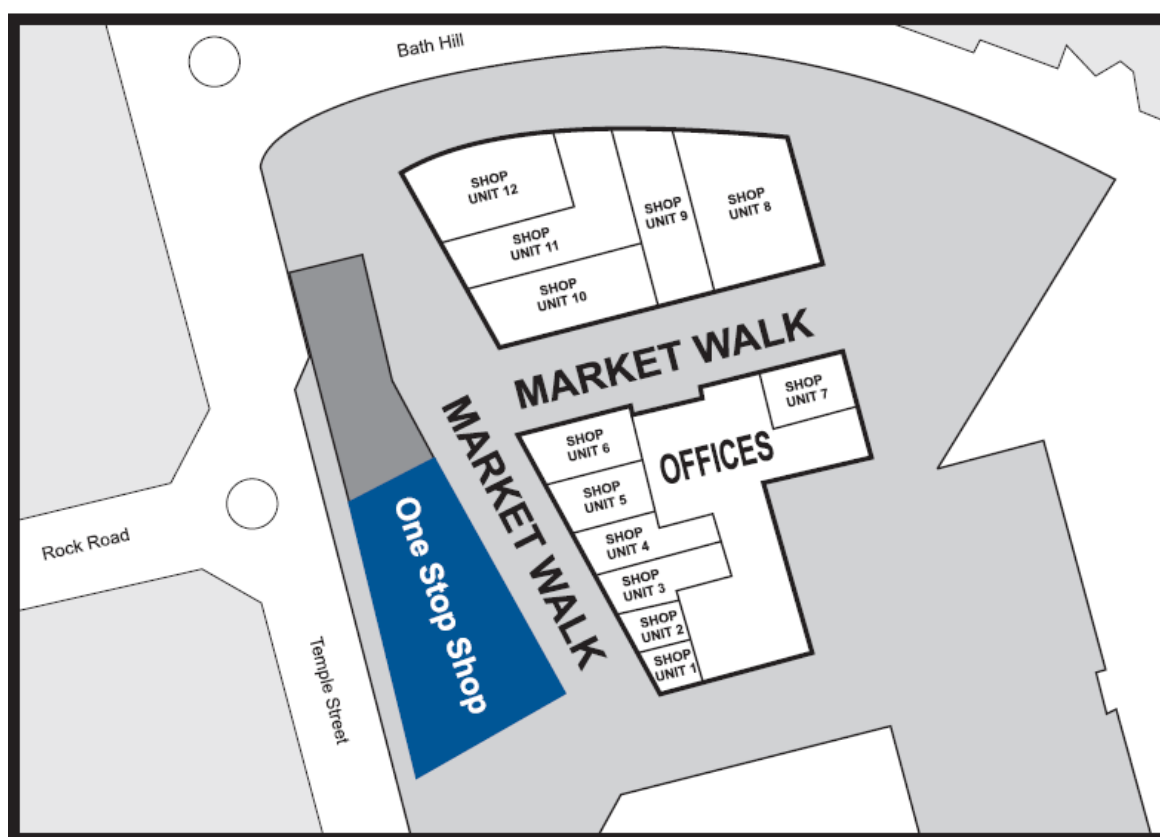 Bath Hill
SHOP
UNIT 12
SHOP
UNIT 11
SHOP
UNIT 10
SHOP
UNIT 9
SHOP
UNIT 8
MARKET WALK
SHOP
UNIT 7
MARKET WALK
SHOP
UNIT 6
OFFICES
SHOP
UNIT 5
SHOP
UNIT 4
SHOP
UNIT 3
SHOP
UNIT 2
SHOP
UNIT 1
One Stop Shop
Rock Road
Temple Street